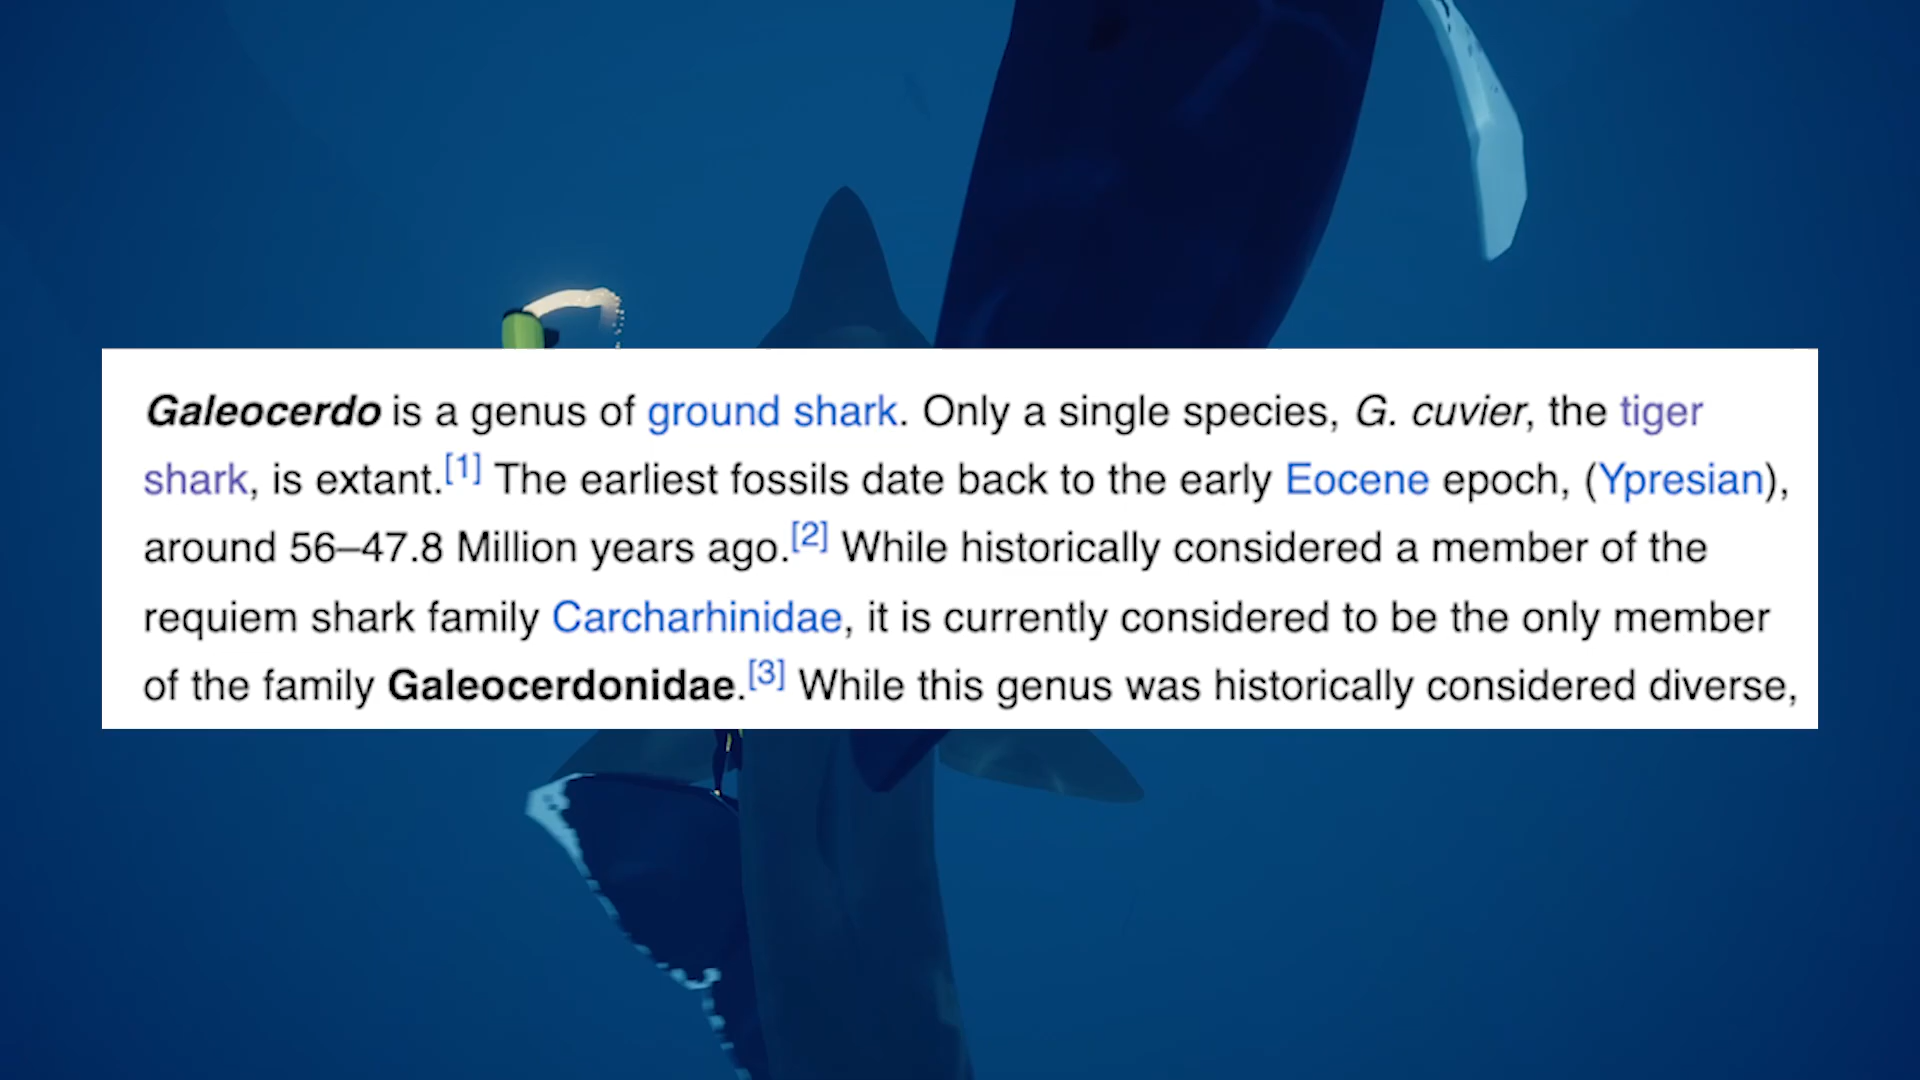 Galeocerdo is a genus of ground shark. Only a single species, G. cuvier, the tiger
shark, is extant.[1] The earliest fossils date back to the early Eocene epoch, (Ypresian),
around 56–47.8 Million years ago.[2] While historically considered a member of the
requiem shark family Carcharhinidae, it is currently considered to be the only member
of the family Galeocerdonidae.[3] While this genus was historically considered diverse,